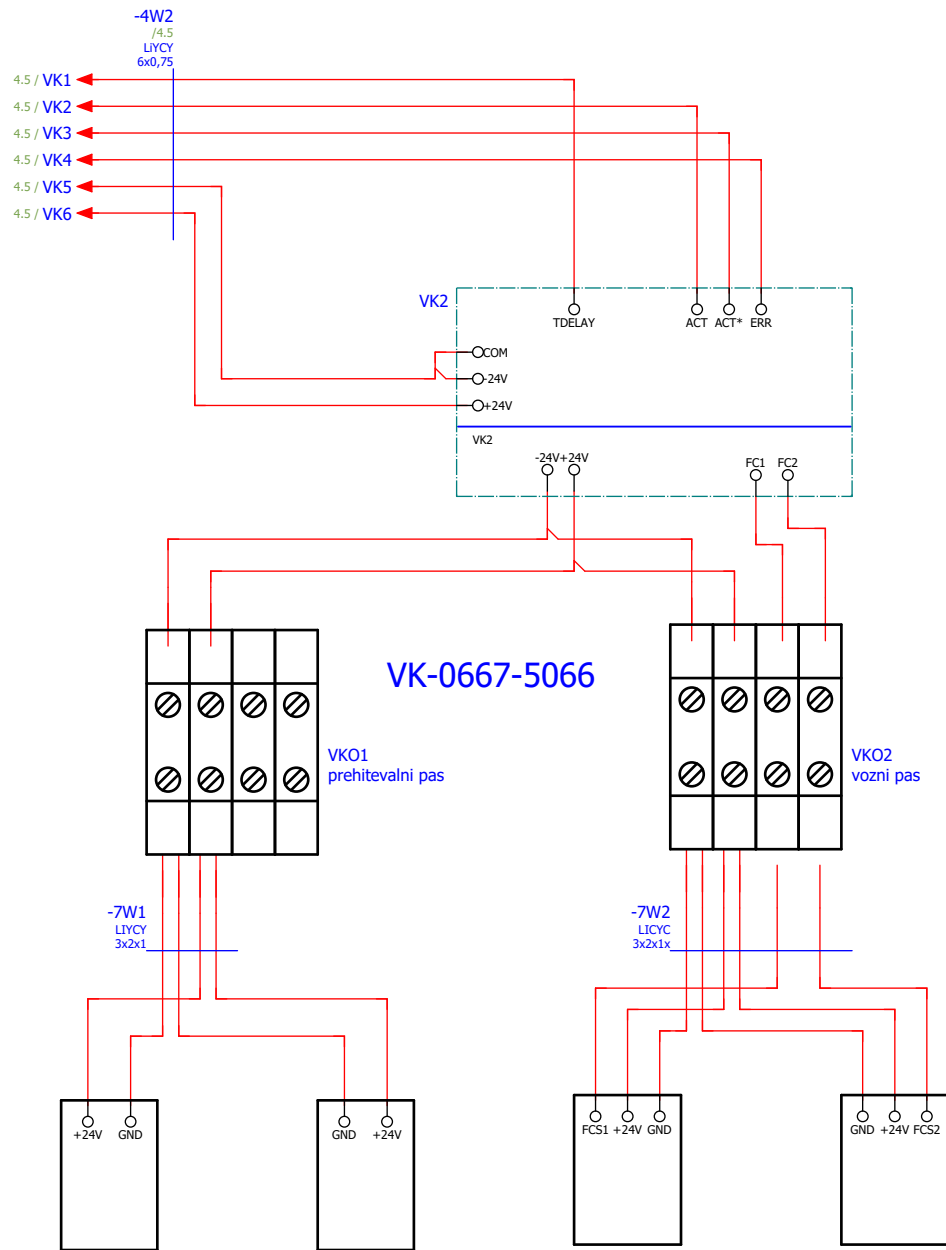 -4W2
/4.5
LiYCY
6x0,75
4.5 / VK1
4.5 / VK2
4.5 / VK3
4.5 / VK4
4.5 / VK5
4.5 / VK6
VK2
TDELAY
ACT
ACT*
ERR
COM
-24V
+24V
VK2
-24V
+24V
FC1
FC2
VK-0667-5066
VKO1
prehitevalni pas
VKO2
vozni pas
-7W1
LIYCY
3x2x1
-7W2
LICYC
3x2x1x
+24V
GND
GND
+24V
FCS1
+24V
GND
GND
+24V
FCS2